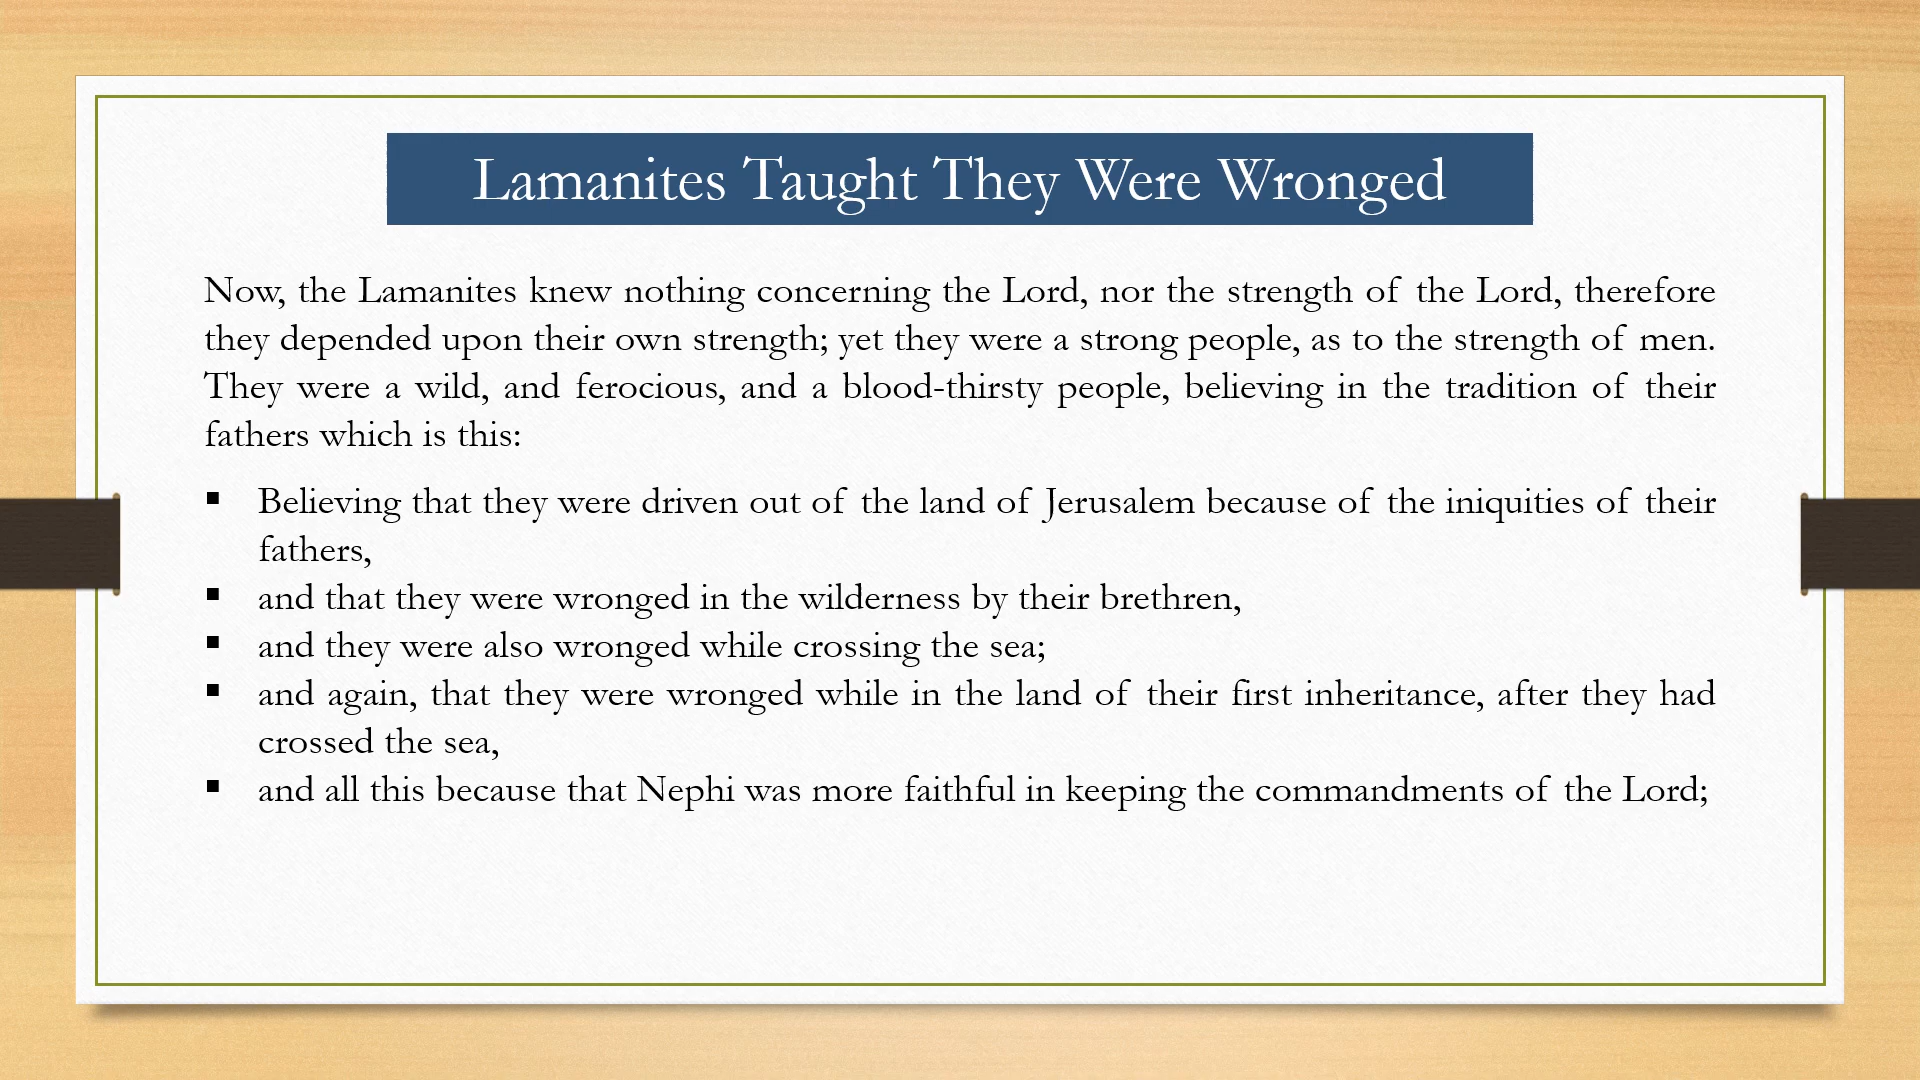 Lamanites Taught They Were Wronged
Now, the Lamanites knew nothing concerning the Lord, nor the strength of the Lord, therefore
they depended upon their own strength; yet they were a strong people, as to the strength of men.
They were a wild, and ferocious, and a blood-thirsty people, believing in the tradition of their
fathers which is this:
▪ Believing that they were driven out of the land of Jerusalem because of the iniquities of their
fathers,
▪ and that they were wronged in the wilderness by their brethren,
▪ and they were also wronged while crossing the sea;
▪ and again, that they were wronged while in the land of their first inheritance, after they had
crossed the sea,
▪ and all this because that Nephi was more faithful in keeping the commandments of the Lord;